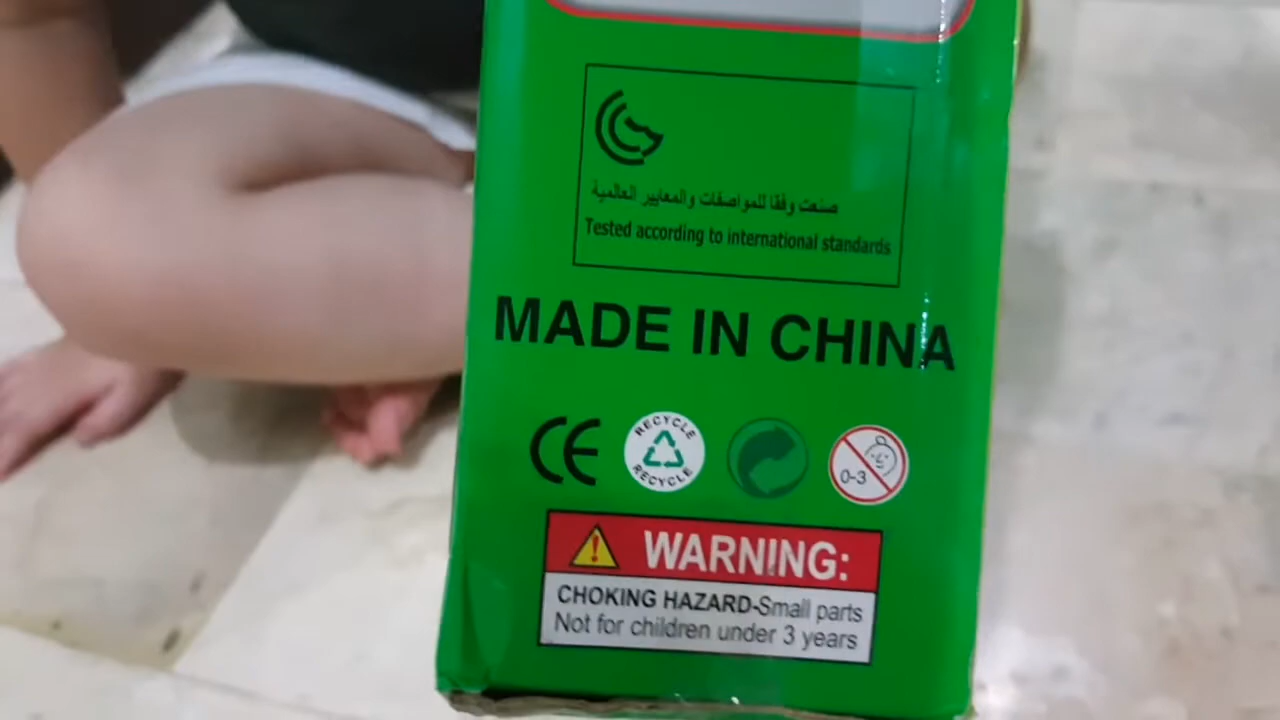 صنعت وفقا للمواصفات والمعايير العالمية
Tested according to international standards
MADE IN CHINA
CE
RECYCLE
RECYCLE
0-3
WARNING:
CHOKING HAZARD-Small parts
Not for children under 3 years